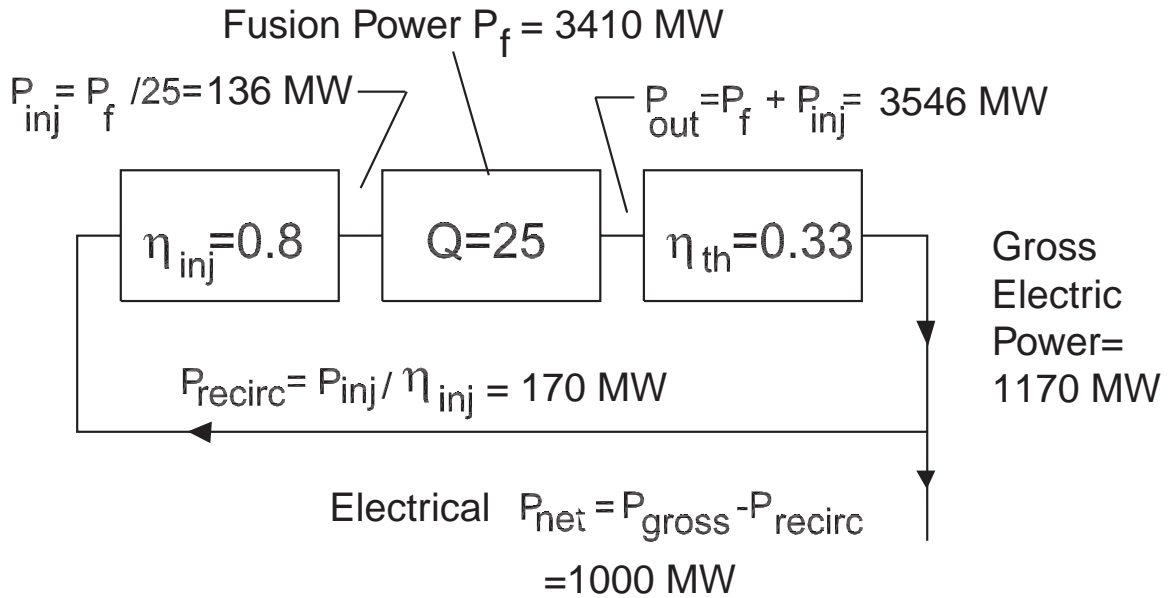 Fusion Power P_f = 3410 MW
P_inj = P_f /25= 136 MW
P_out =P_f + P_inj = 3546 MW
η_inj=0.8
Q=25
η_th=0.33
Gross
Electric
Power=
1170 MW
P_recirc = P_inj / η_inj = 170 MW
Electrical P_net = P_gross -P_recirc
=1000 MW